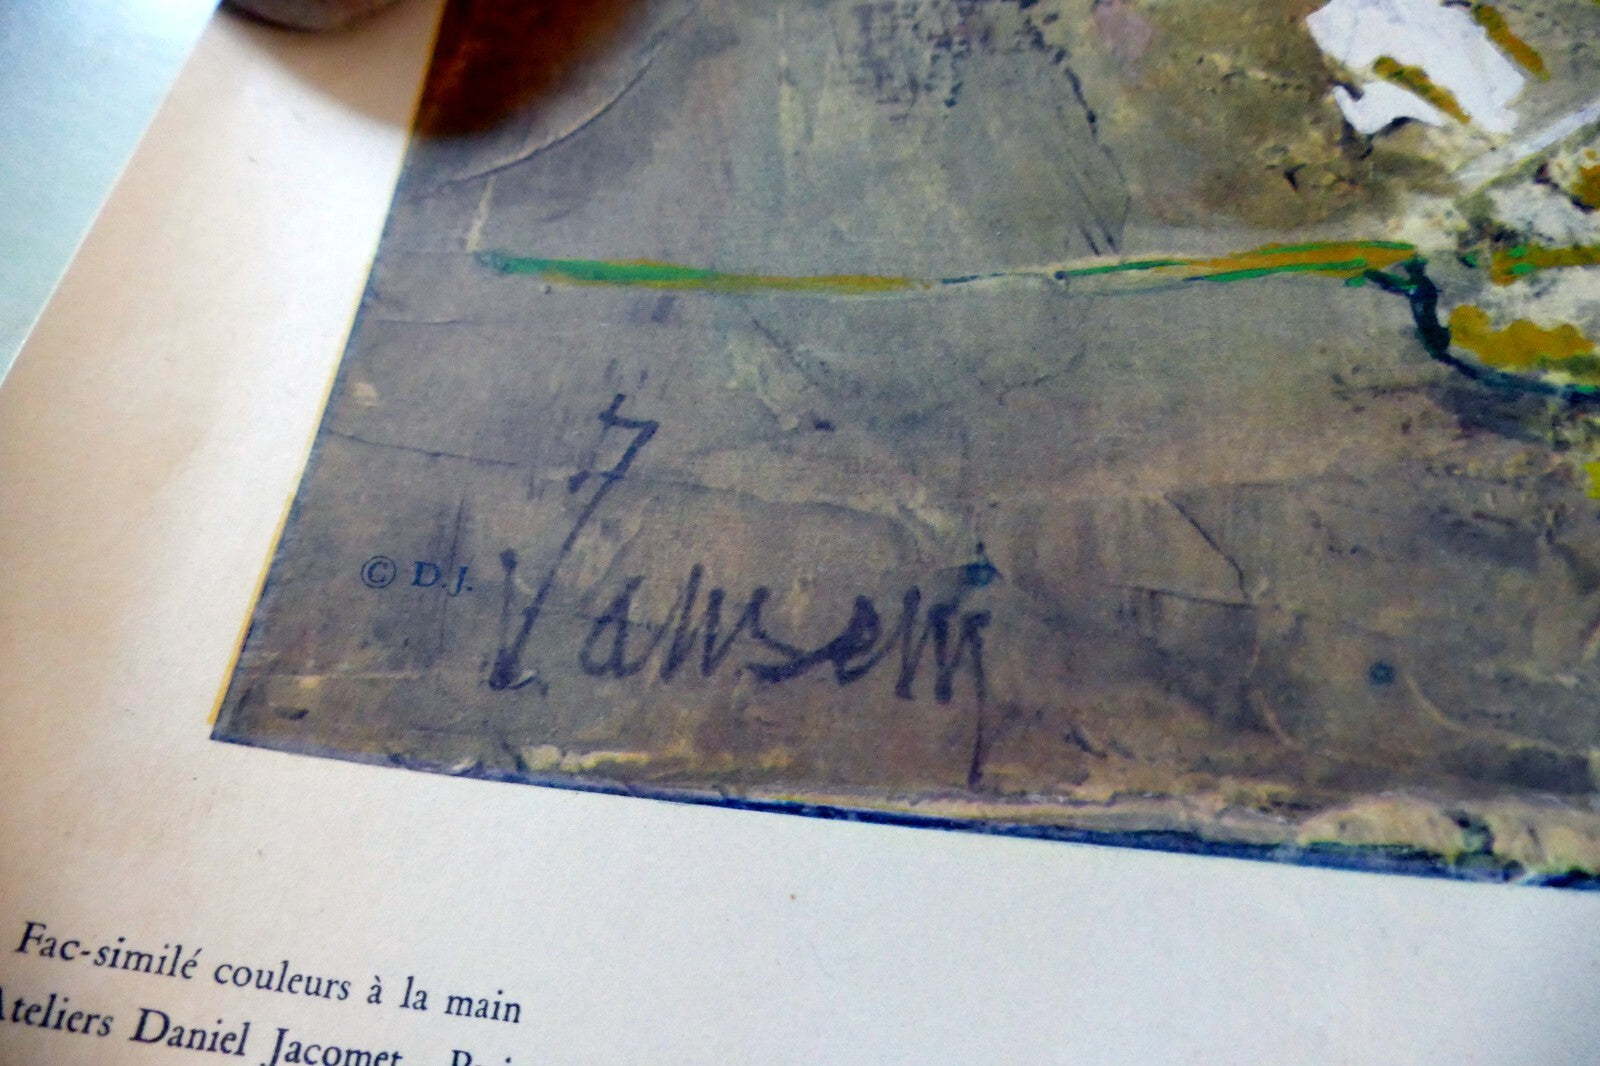 © D.J. Jansem
Fac-similé couleurs à la main
Ateliers Daniel Jacomet